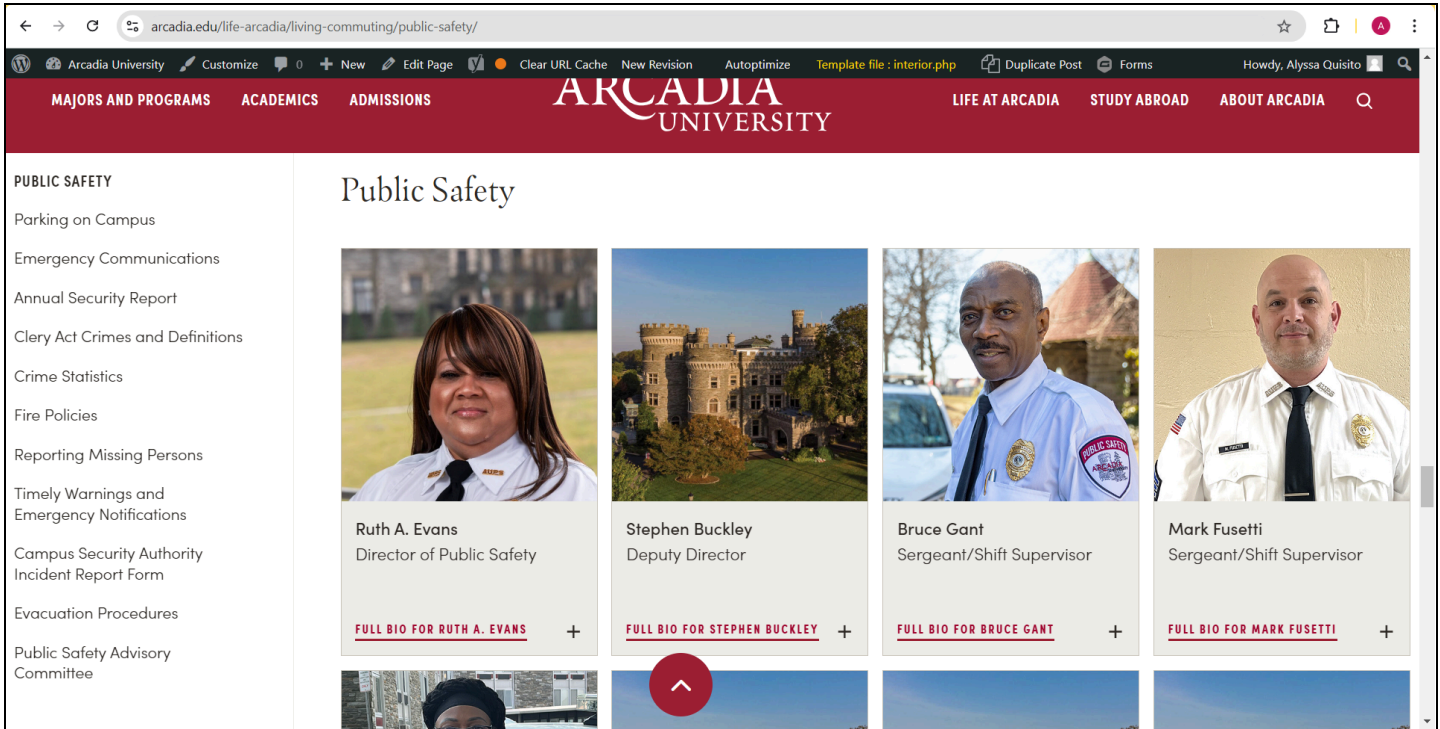 arcadia.edu/life-arcadia/living-commuting/public-safety/
A
Arcadia University Customize 0 New Edit Page Clear URL Cache New Revision Autoptimize Template file : interior.php Duplicate Post Forms Howdy, Alyssa Quisito
MAJORS AND PROGRAMS ACADEMICS ADMISSIONS ARCADIA UNIVERSITY LIFE AT ARCADIA STUDY ABROAD ABOUT ARCADIA
PUBLIC SAFETY
Parking on Campus
Emergency Communications
Annual Security Report
Clery Act Crimes and Definitions
Crime Statistics
Fire Policies
Reporting Missing Persons
Timely Warnings and
Emergency Notifications
Campus Security Authority
Incident Report Form
Evacuation Procedures
Public Safety Advisory
Committee
Public Safety
PUBLIC SAFETY
ARCADIA
M. FUSETTI
Ruth A. Evans
Director of Public Safety
FULL BIO FOR RUTH A. EVANS +
Stephen Buckley
Deputy Director
FULL BIO FOR STEPHEN BUCKLEY +
Bruce Gant
Sergeant/Shift Supervisor
FULL BIO FOR BRUCE GANT +
Mark Fusetti
Sergeant/Shift Supervisor
FULL BIO FOR MARK FUSETTI +